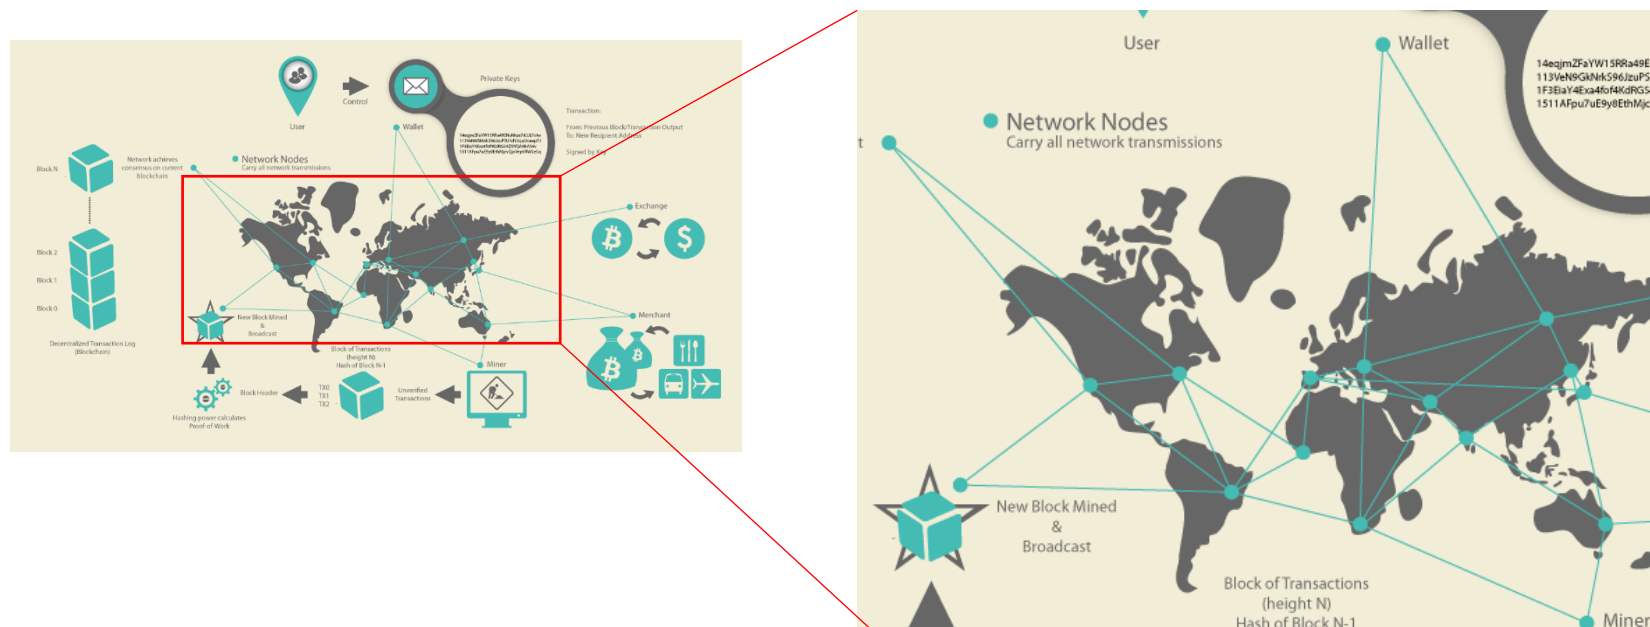 User
Control
Private Keys
Wallet
Transaction:
From: Previous Block/Transaction Output
To: New Recipient Address
Signed by Key
Block N
Network achieves
consensus on current
blockchain
Network Nodes
Carry all network transmissions
Exchange
Block 2
Block 1
Block 0
Decentralized Transaction Log
(Blockchain)
New Block Mined
&
Broadcast
Merchant
Block of Transactions
(height N)
Hash of Block N-1
Miner
Block Header
TX0
TX1
TX2
Unverified
Transactions
Hashing power calculates
Proof-of-Work
User
Wallet
t
Network Nodes
Carry all network transmissions
New Block Mined
&
Broadcast
Block of Transactions
(height N)
Hash of Block N-1
Miner